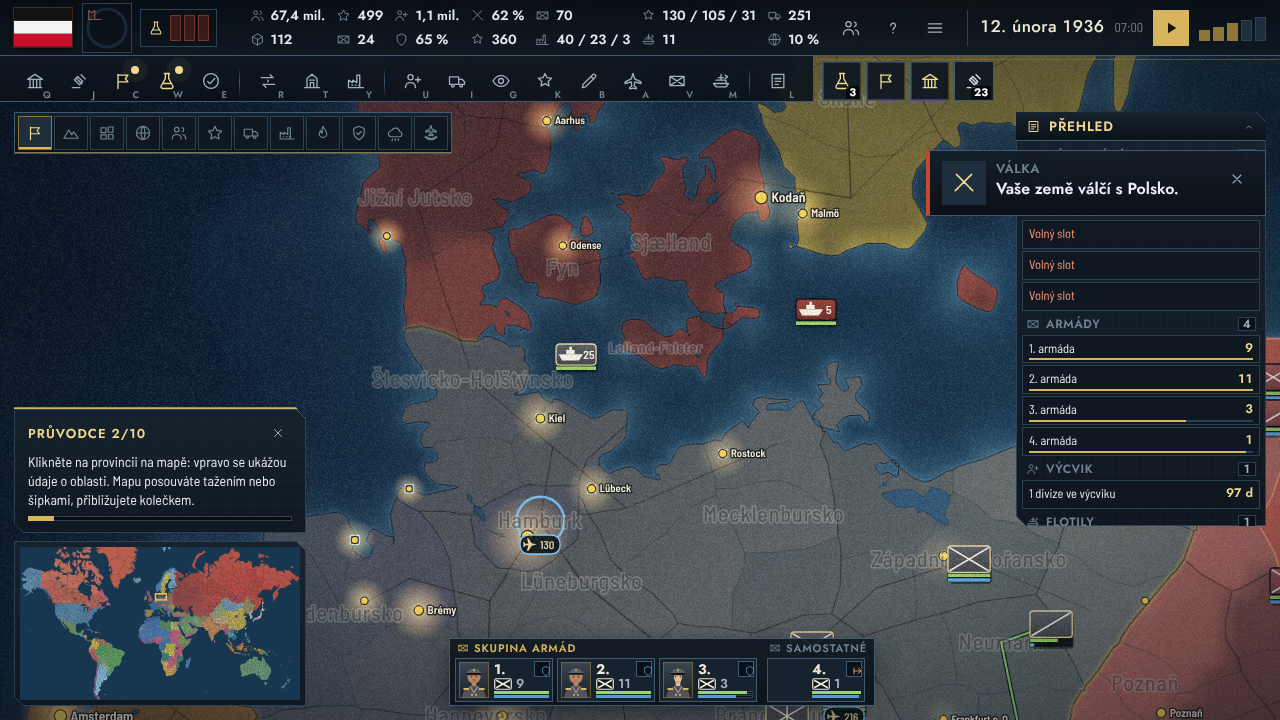 67,4 mil.
499
1,1 mil.
62 %
70
130 / 105 / 31
251
112
24
65 %
360
40 / 23 / 3
11
10 %
?
12. února 1936
07:00
Q
J
C
W
E
R
T
Y
U
I
G
K
B
A
V
M
L
3
23
PŘEHLED
VÁLKA
Vaše země válčí s Polskem.
Volný slot
Volný slot
Volný slot
ARMÁDY
4
1. armáda
9
2. armáda
11
3. armáda
3
4. armáda
1
VÝCVIK
1
1 divize ve výcviku
97 d
FLOTILY
1
Aarhus
Jižní Jutsko
Kodaň
Malmö
Odense
Sjælland
Fyn
5
25
Lolland-Falster
Šlesvicko-Holštýnsko
Kiel
Rostock
Lübeck
Hamburk
130
Mecklenbursko
Lüneburgsko
Brémy
Neumark
Poznaň
Poznaň
Amsterdam
Hannoversko
Frankfurt n. O.
216
PRŮVODCE 2/10
Klikněte na provincii na mapě: vpravo se ukážou
údaje o oblasti. Mapu posouváte tažením nebo
šipkami, přibližujete kolečkem.
SKUPINA ARMÁD
SAMOSTATNÉ
1.
9
2.
11
3.
3
4.
1